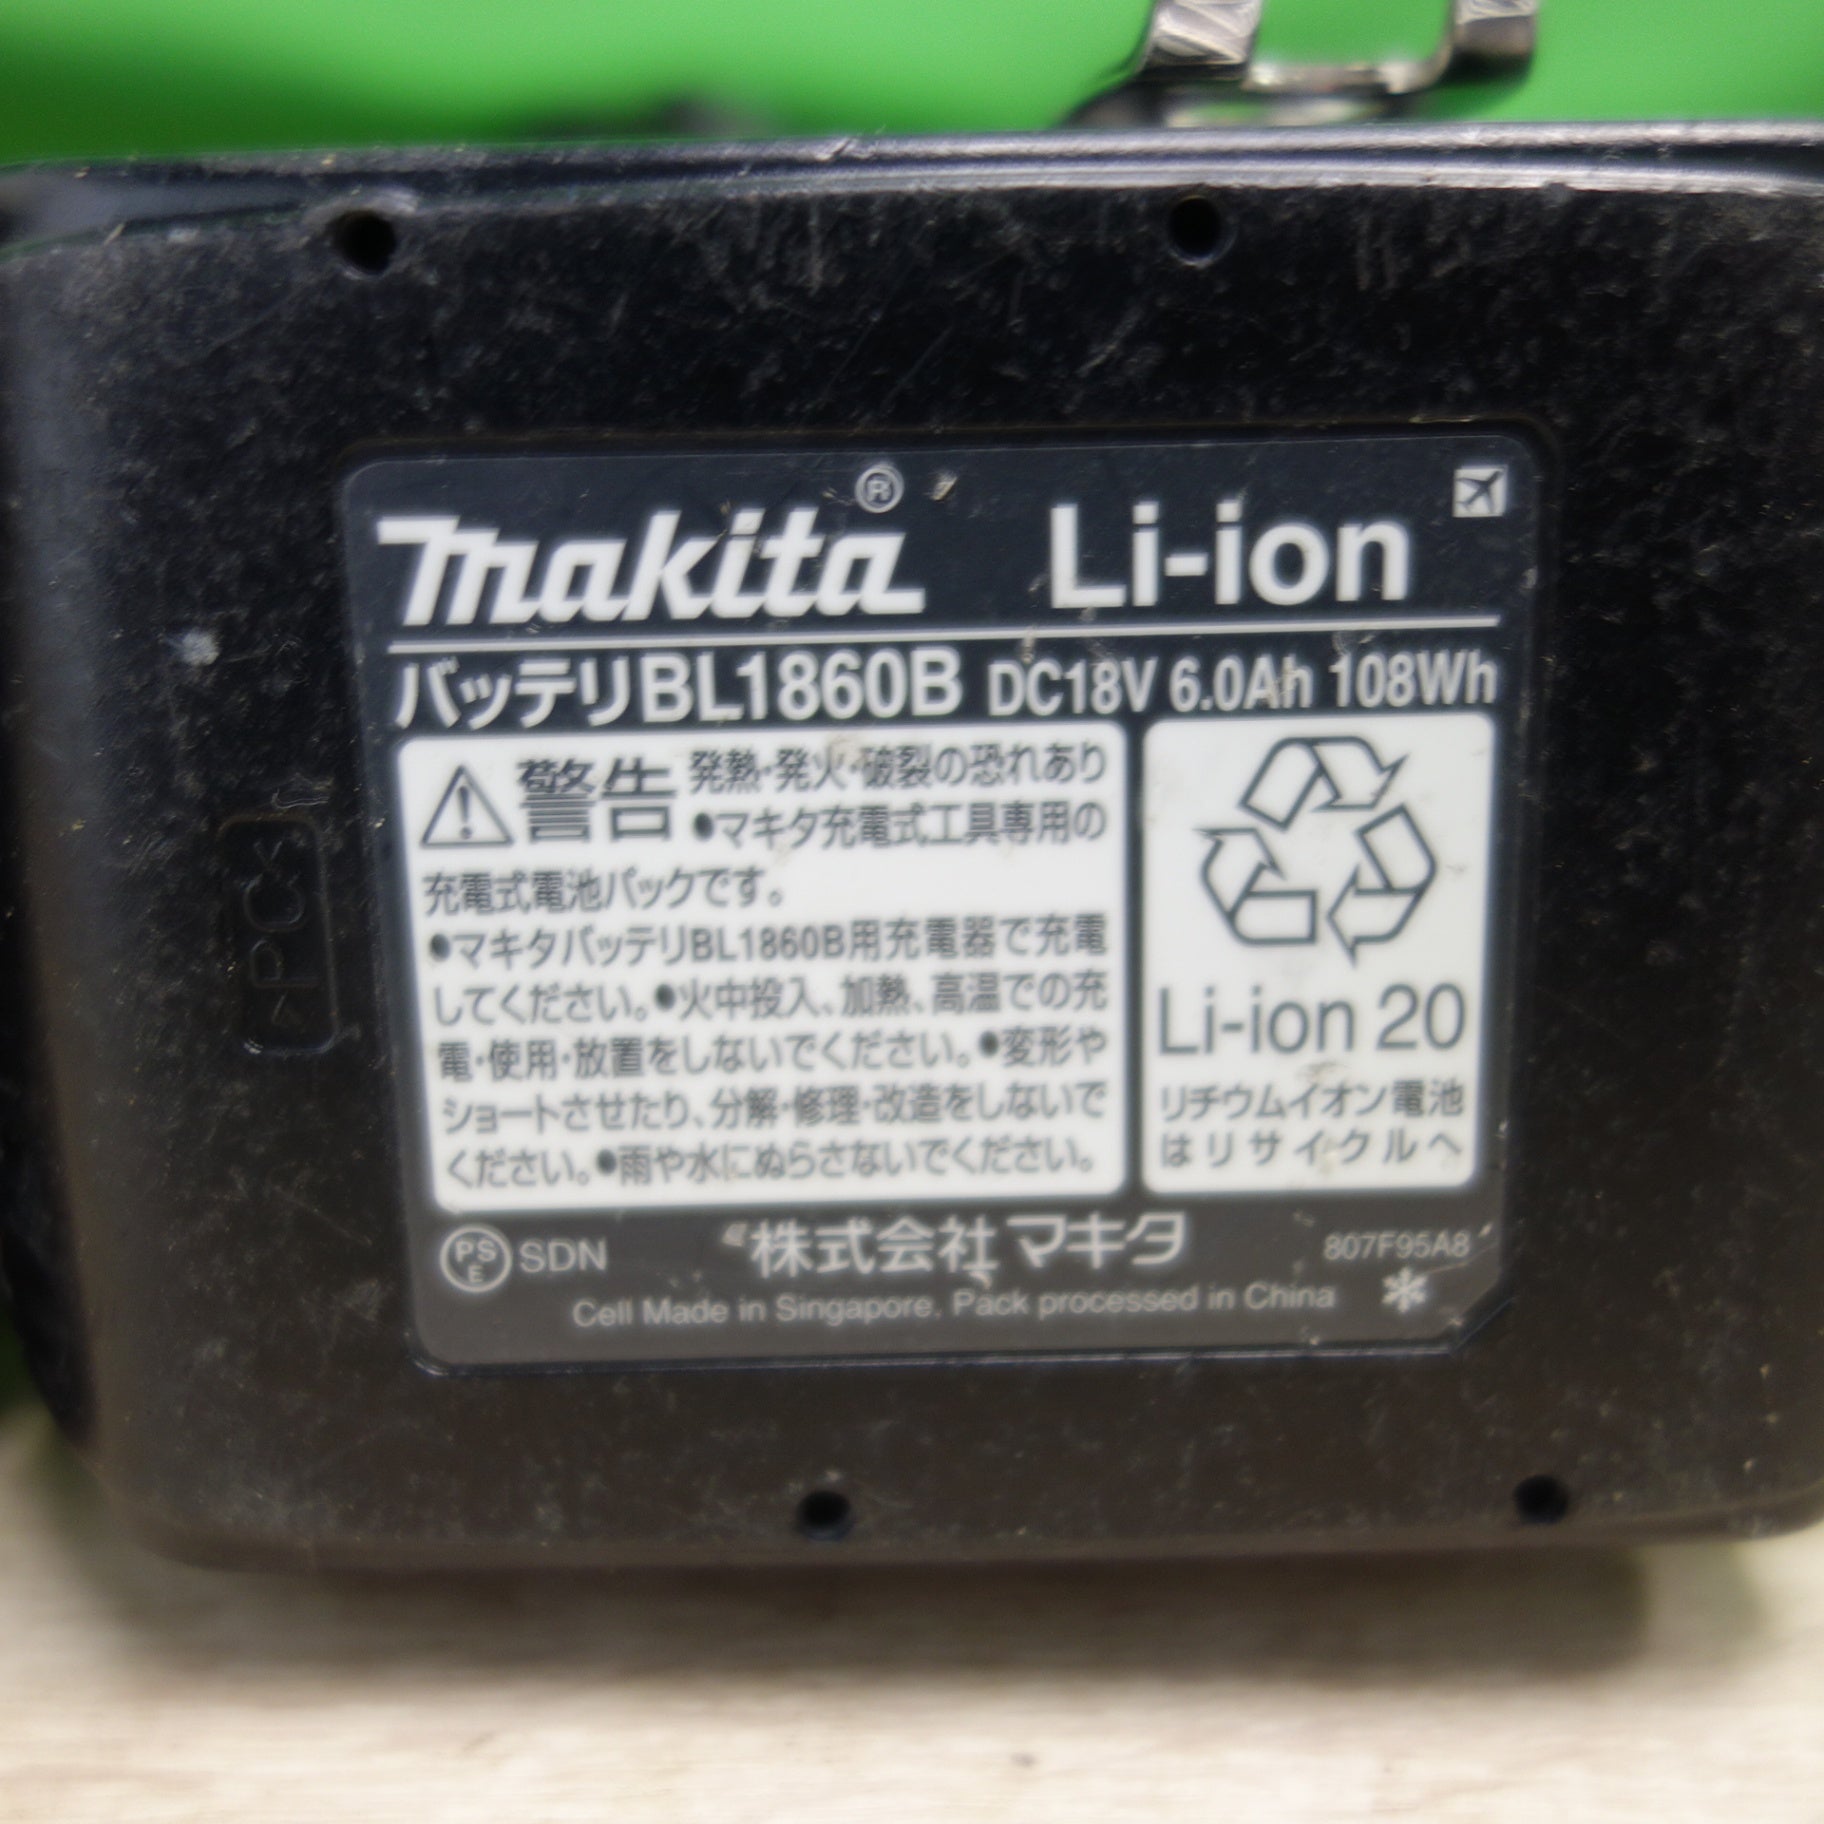 makita® Li-ion
バッテリBL1860B DC18V 6.0Ah 108Wh
警告 発熱・発火・破裂の恐れあり
●マキタ充電式工具専用の
充電式電池パックです。
●マキタバッテリBL1860B用充電器で充電
してください。●火中投入、加熱、高温での充
電・使用・放置をしないでください。●変形や
ショートさせたり、分解・修理・改造をしないで
ください。●雨や水にぬらさないでください。
Li-ion 20
リチウムイオン電池
はリサイクルへ
PSE SDN
株式会社マキタ
807F95A8
Cell Made in Singapore. Pack processed in China
>PC<